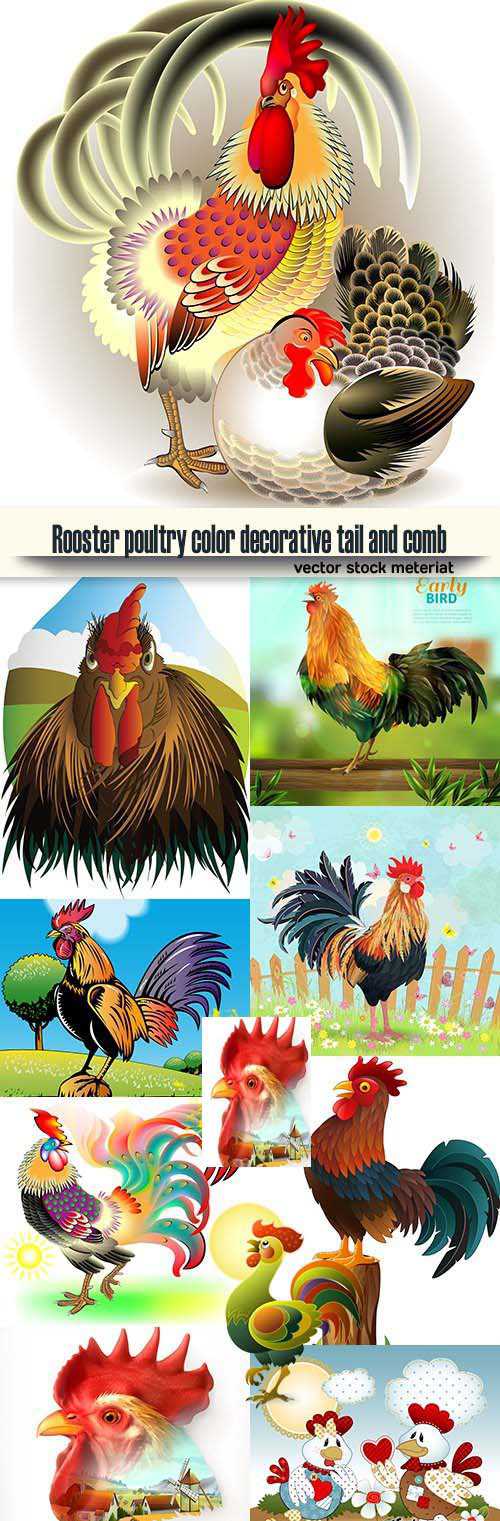 Rooster poultry color decorative tail and comb
vector stock meteriat
Early
BIRD